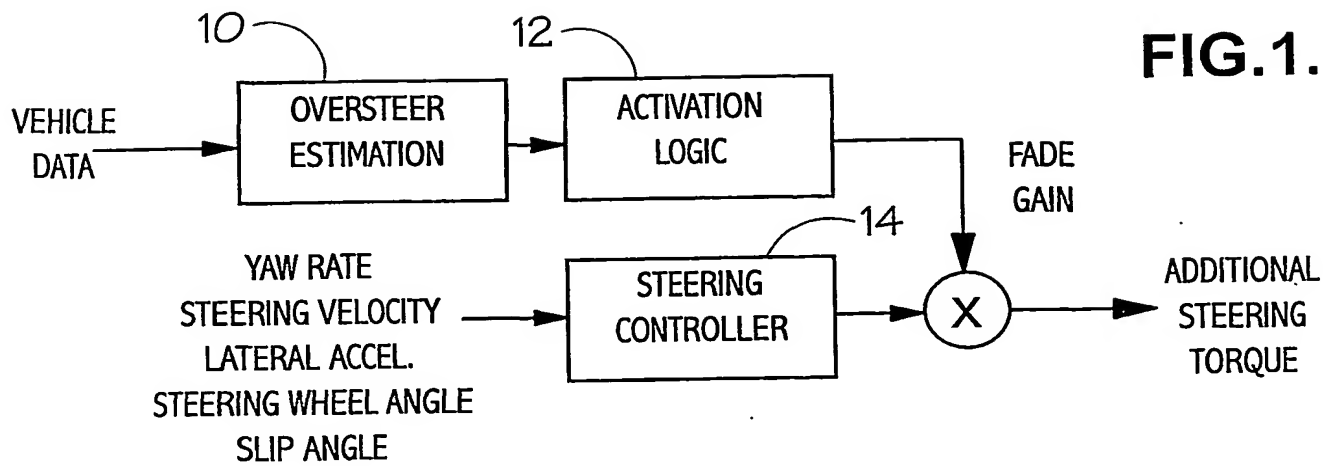 FIG.1.
10
12
VEHICLE
DATA
OVERSTEER
ESTIMATION
ACTIVATION
LOGIC
FADE
GAIN
14
YAW RATE
STEERING VELOCITY
LATERAL ACCEL.
STEERING WHEEL ANGLE
SLIP ANGLE
STEERING
CONTROLLER
X
ADDITIONAL
STEERING
TORQUE